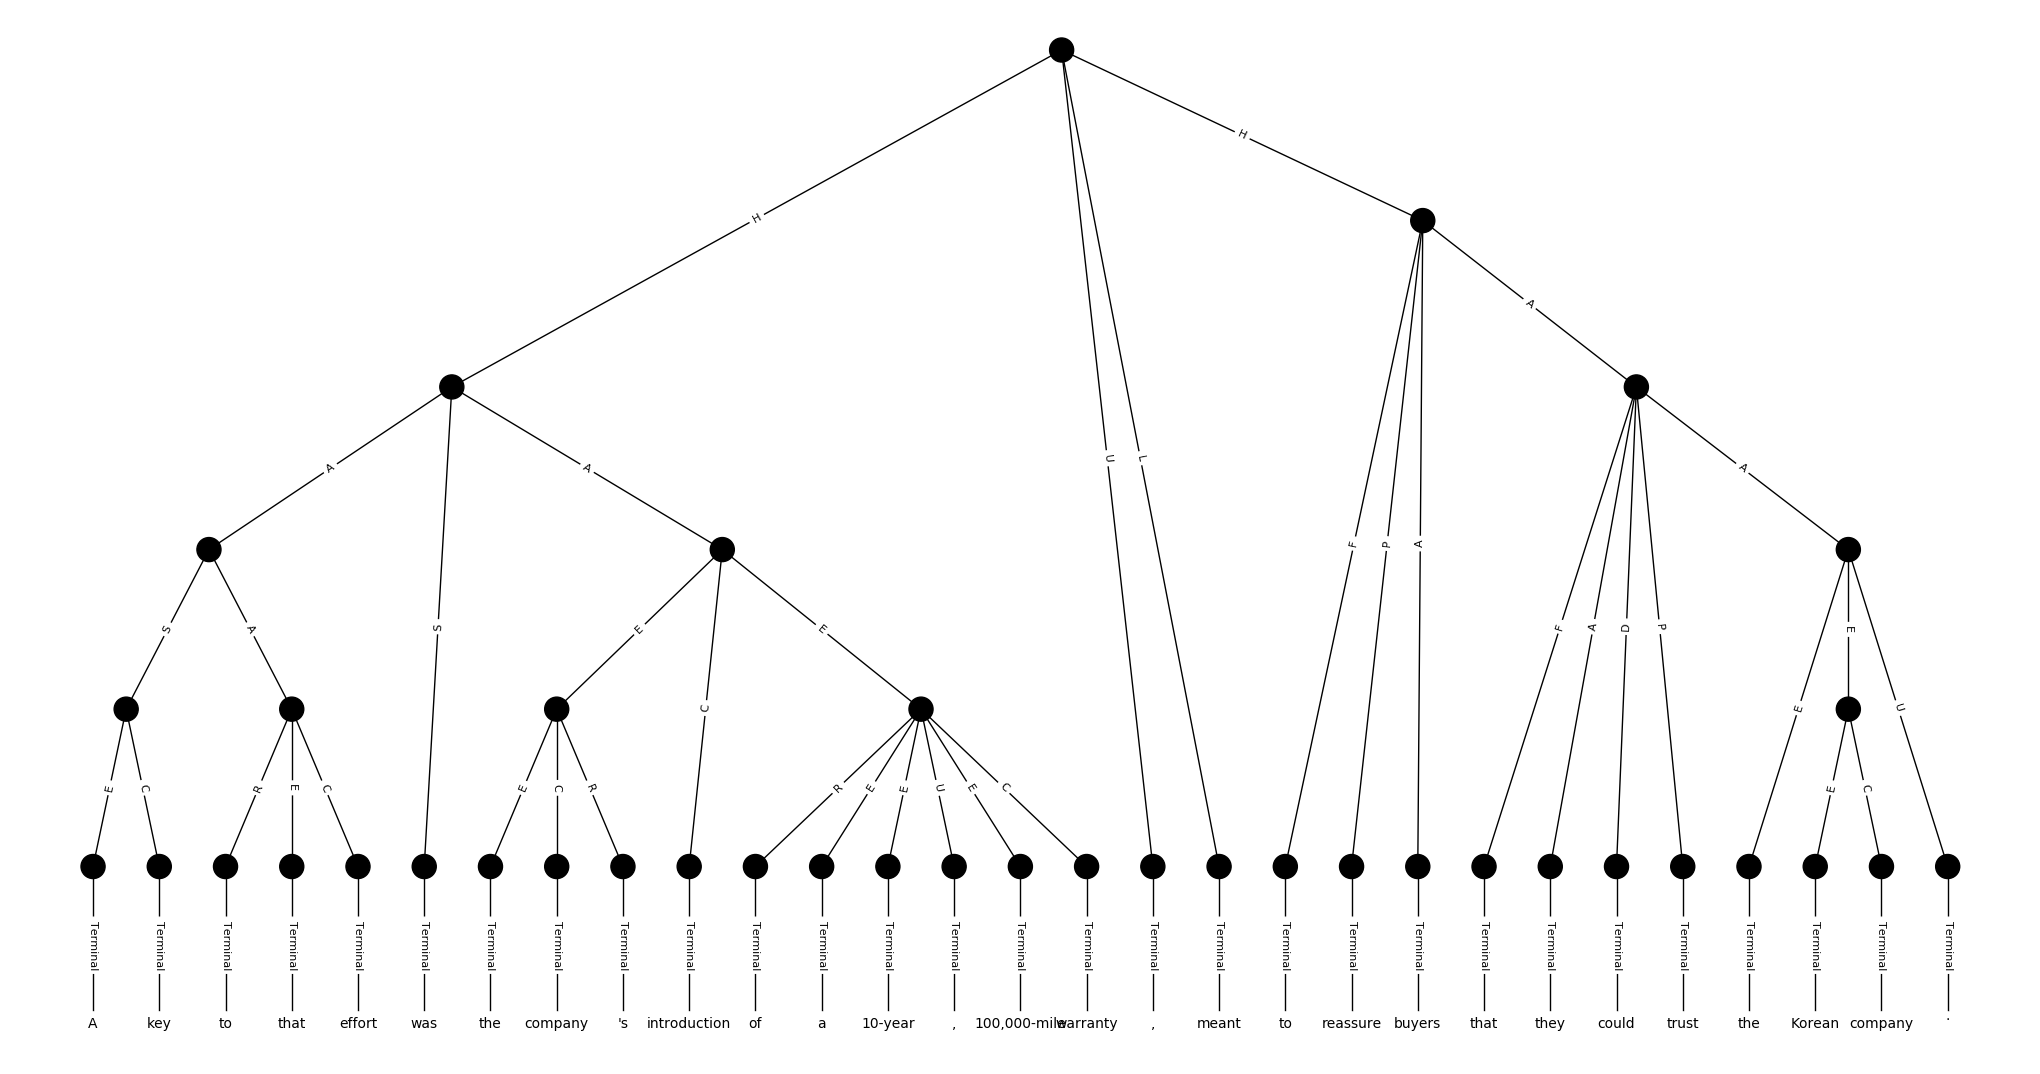 H
H
A
U
L
A
A
F
P
A
A
S
A
S
E
E
F
A
D
P
E
C
E
U
E
C
R
E
C
E
C
R
R
E
E
U
E
C
E
C
Terminal Terminal Terminal Terminal Terminal Terminal Terminal Terminal Terminal Terminal Terminal Terminal Terminal Terminal Terminal Terminal Terminal Terminal Terminal Terminal Terminal Terminal Terminal Terminal Terminal Terminal Terminal Terminal Terminal
A key to that effort was the company 's introduction of a 10-year , 100,000-mile warranty , meant to reassure buyers that they could trust the Korean company .